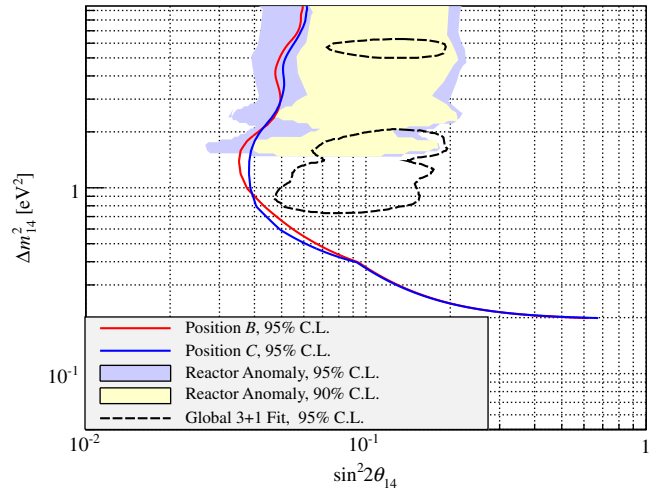 Δm²₁₄ [eV²]
1
10⁻¹
Position B, 95% C.L.
Position C, 95% C.L.
Reactor Anomaly, 95% C.L.
Reactor Anomaly, 90% C.L.
Global 3+1 Fit, 95% C.L.
10⁻² 10⁻¹ 1
sin²2θ₁₄